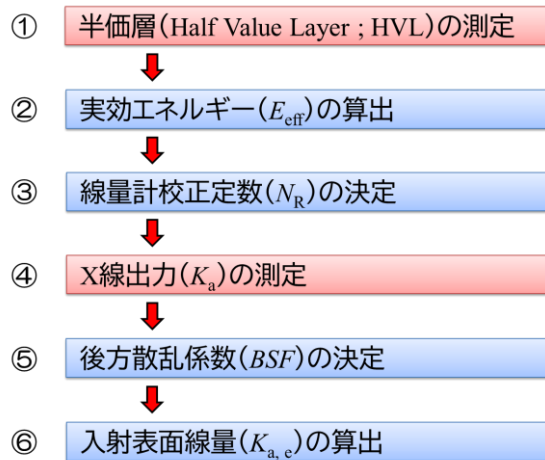 ① 半価層(Half Value Layer ; HVL)の測定
② 実効エネルギー(Eeff)の算出
③ 線量計校正定数(NR)の決定
④ X線出力(Ka)の測定
⑤ 後方散乱係数(BSF)の決定
⑥ 入射表面線量(Ka, e)の算出